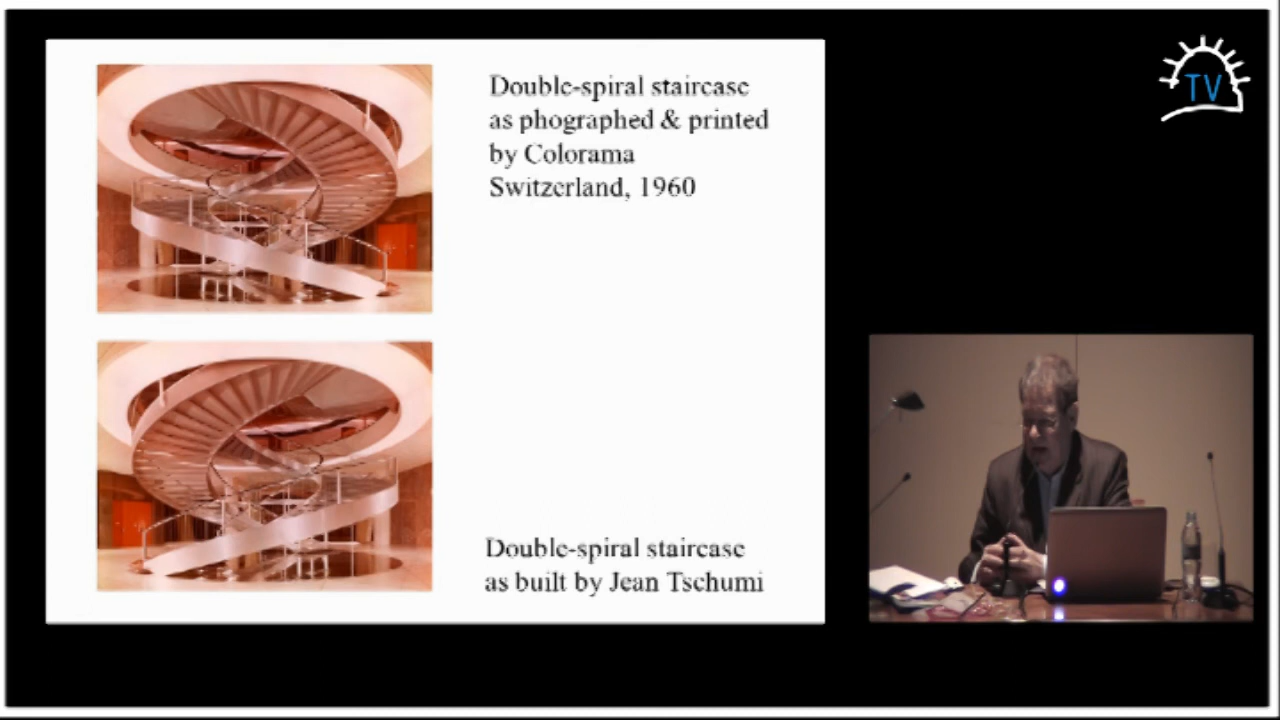 Double-spiral staircase
as phographed & printed
by Colorama
Switzerland, 1960
Double-spiral staircase
as built by Jean Tschumi
TV